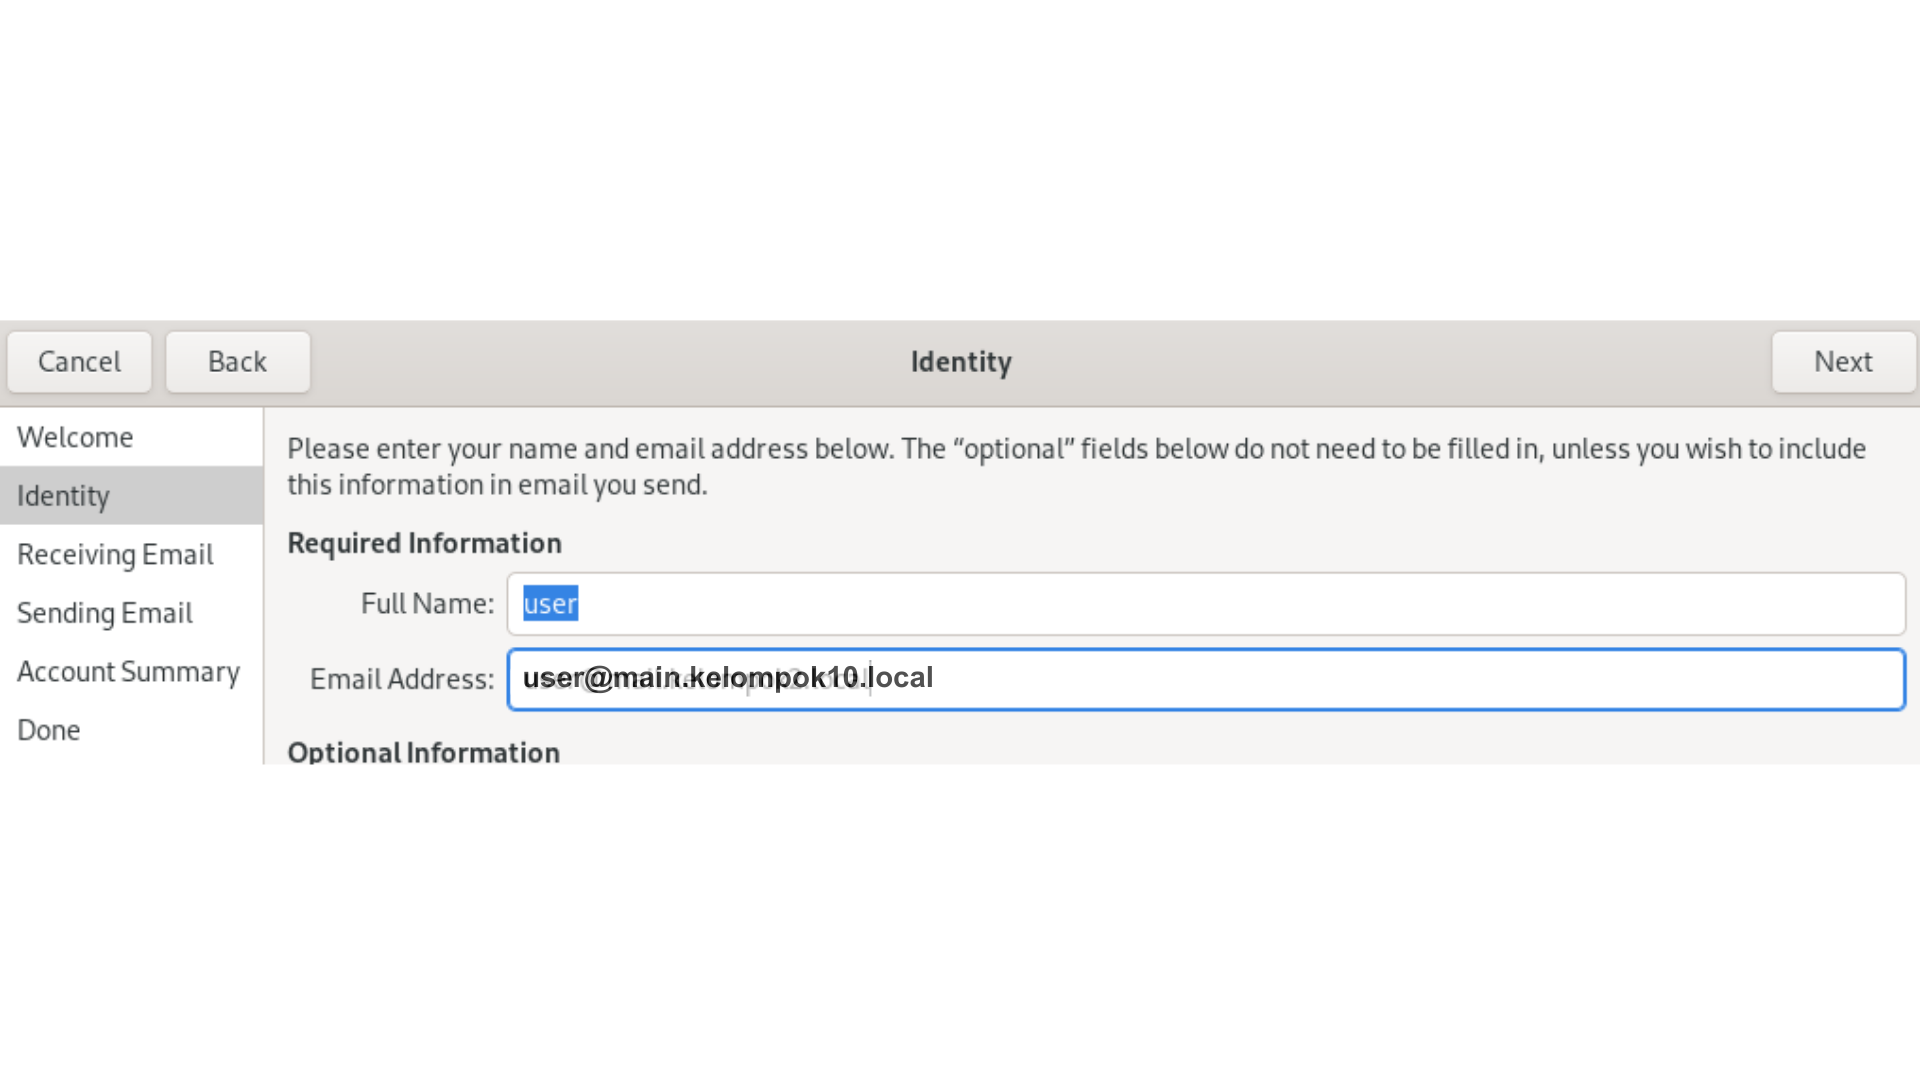 Cancel
Back
Identity
Next
Welcome
Identity
Receiving Email
Sending Email
Account Summary
Done
Please enter your name and email address below. The “optional” fields below do not need to be filled in, unless you wish to include
this information in email you send.
Required Information
Full Name: user
Email Address: user@main.kelompok10.local
Optional Information